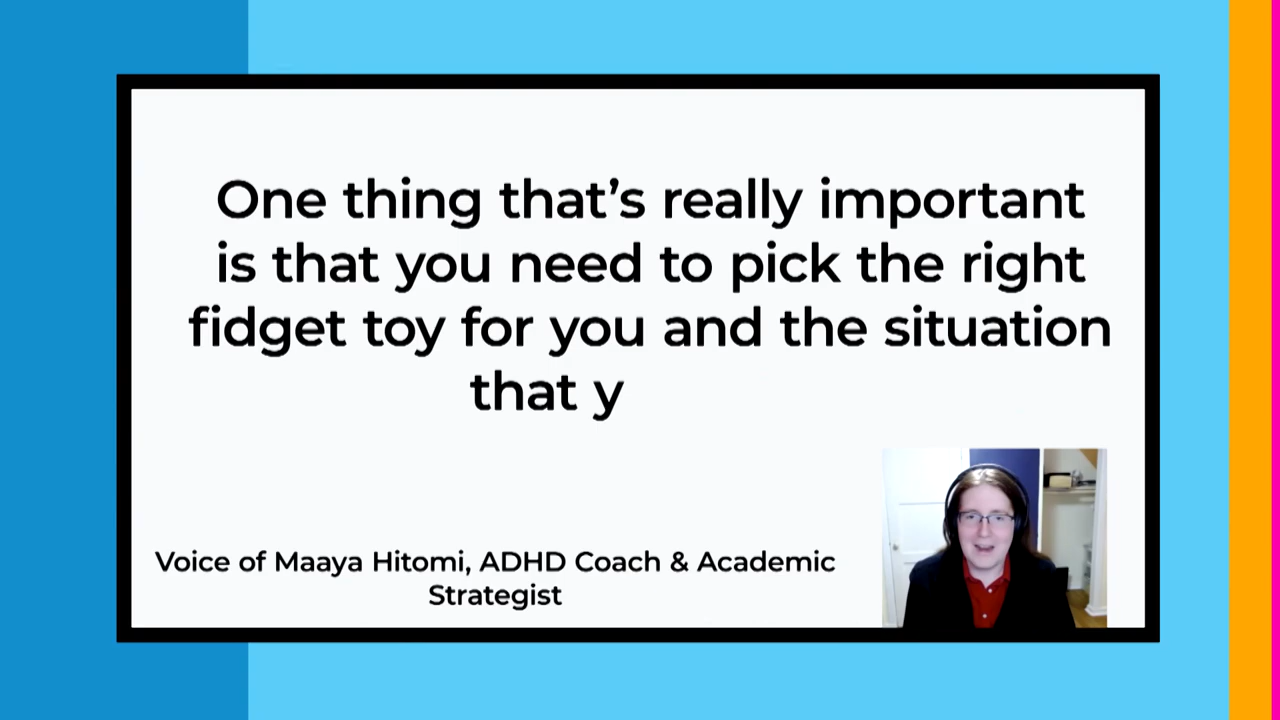 One thing that’s really important
is that you need to pick the right
fidget toy for you and the situation
that y
Voice of Maaya Hitomi, ADHD Coach & Academic
Strategist